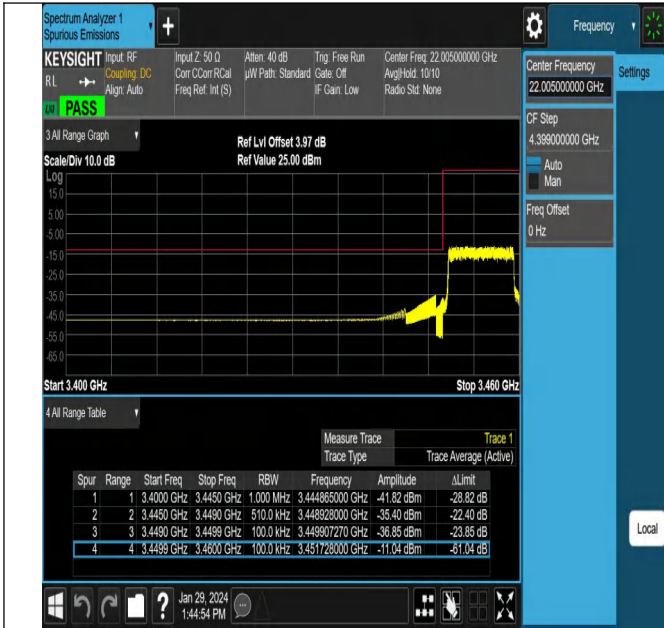 Spectrum Analyzer 1
Spurious Emissions
Frequency
KEYSIGHT Input: RF Input Z: 50 Ω Atten: 40 dB Trig: Free Run Center Freq: 22.005000000 GHz
RL Coupling: DC Corr CCorr RCal µW Path: Standard Gate: Off Avg|Hold: 10/10
Align: Auto Freq Ref: Int (S) IF Gain: Low Radio Std: None
PASS
Center Frequency
22.005000000 GHz
Settings
CF Step
4.399000000 GHz
Auto
Man
Freq Offset
0 Hz
3 All Range Graph
Ref Lvl Offset 3.97 dB
Scale/Div 10.0 dB Ref Value 25.00 dBm
Log
15.0
5.00
-5.00
-15.0
-25.0
-35.0
-45.0
-55.0
-65.0
Start 3.400 GHz Stop 3.460 GHz
4 All Range Table
Measure Trace Trace 1
Trace Type Trace Average (Active)
Spur Range Start Freq Stop Freq RBW Frequency Amplitude ΔLimit
1 1 3.4000 GHz 3.4450 GHz 1.000 MHz 3.444865000 GHz -41.82 dBm -28.82 dB
2 2 3.4450 GHz 3.4490 GHz 510.0 kHz 3.448928000 GHz -35.40 dBm -22.40 dB
3 3 3.4490 GHz 3.4499 GHz 100.0 kHz 3.449907270 GHz -36.85 dBm -23.85 dB
4 4 3.4499 GHz 3.4600 GHz 100.0 kHz 3.451728000 GHz -11.04 dBm -61.04 dB
Local
Jan 29, 2024
1:44:54 PM